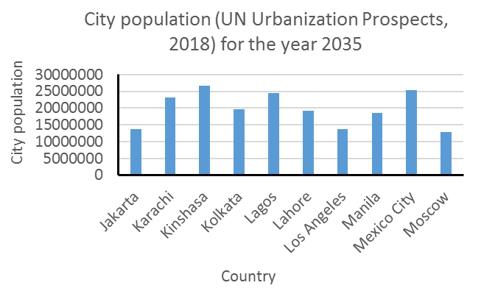 City population (UN Urbanization Prospects,
2018) for the year 2035
City population
30000000
25000000
20000000
15000000
10000000
5000000
0
Jakarta
Karachi
Kinshasa
Kolkata
Lagos
Lahore
Los Angeles
Manila
Mexico City
Moscow
Country